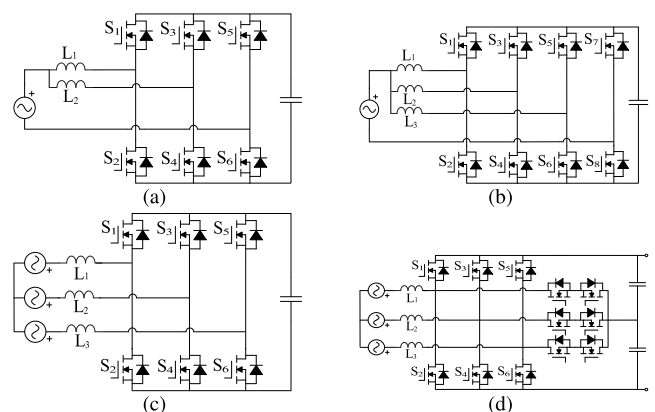 S1 S3 S5
L1
L2
+
S2 S4 S6
(a)
S1 S3 S5 S7
L1
L2
L3
+
S2 S4 S6 S8
(b)
S1 S3 S5
+ L1
+ L2
+ L3
S2 S4 S6
(c)
S1 S3 S5
+ L1
+ L2
+ L3
S2 S4 S6
(d)